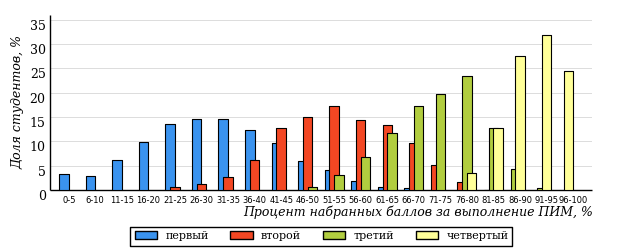 Доля студентов, %
35
30
25
20
15
10
5
0
0-5 6-10 11-15 16-20 21-25 26-30 31-35 36-40 41-45 46-50 51-55 56-60 61-65 66-70 71-75 76-80 81-85 86-90 91-95 96-100
Процент набранных баллов за выполнение ПИМ, %
первый второй третий четвертый